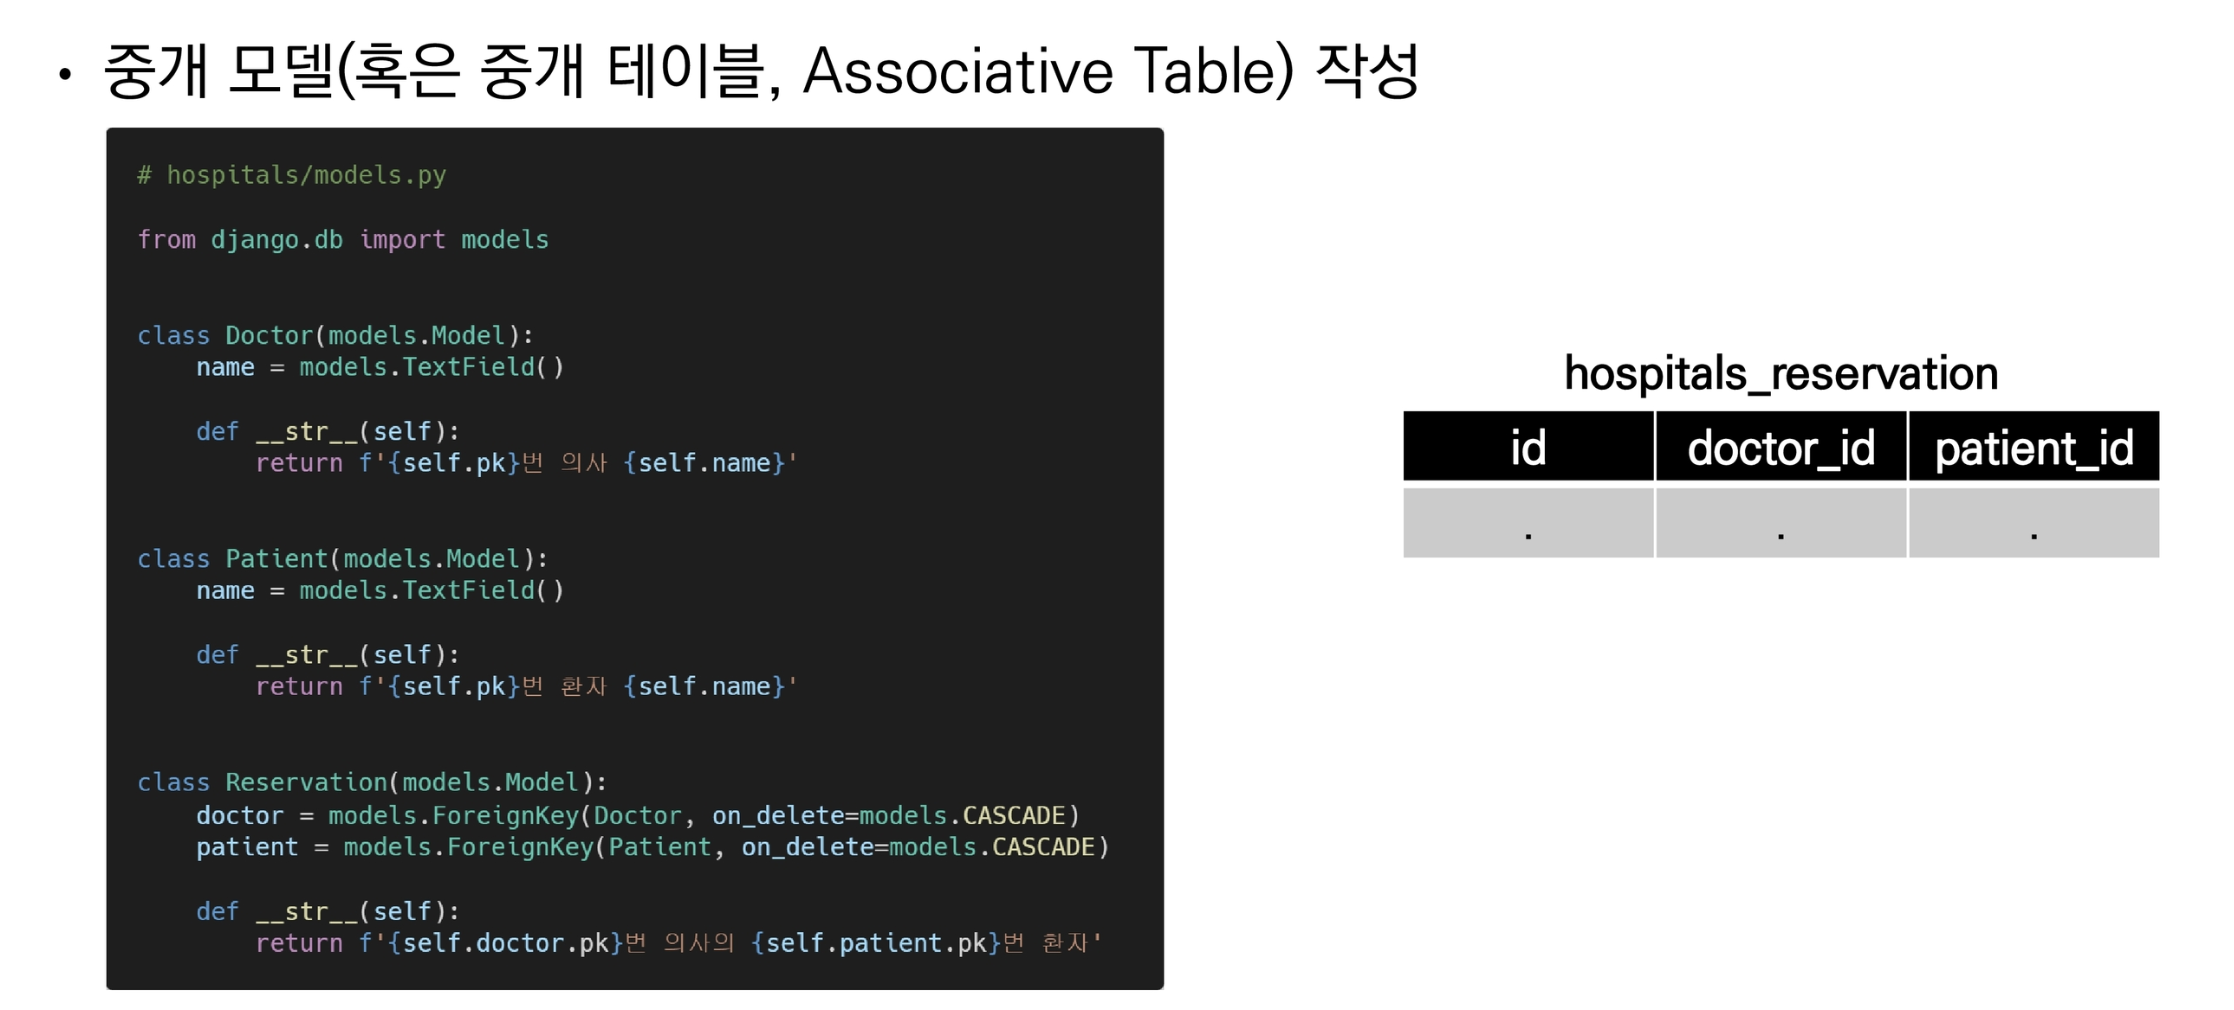 • 중개 모델(혹은 중개 테이블, Associative Table) 작성
# hospitals/models.py
from django.db import models
class Doctor(models.Model):
    name = models.TextField()
    def __str__(self):
        return f'{self.pk}번 의사 {self.name}'
class Patient(models.Model):
    name = models.TextField()
    def __str__(self):
        return f'{self.pk}번 환자 {self.name}'
class Reservation(models.Model):
    doctor = models.ForeignKey(Doctor, on_delete=models.CASCADE)
    patient = models.ForeignKey(Patient, on_delete=models.CASCADE)
    def __str__(self):
        return f'{self.doctor.pk}번 의사의 {self.patient.pk}번 환자'
hospitals_reservation
id doctor_id patient_id
. . .